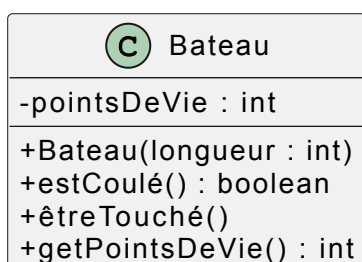 C Bateau
-pointsDeVie : int
+Bateau(longueur : int)
+estCoulé() : boolean
+êtreTouché()
+getPointsDeVie() : int